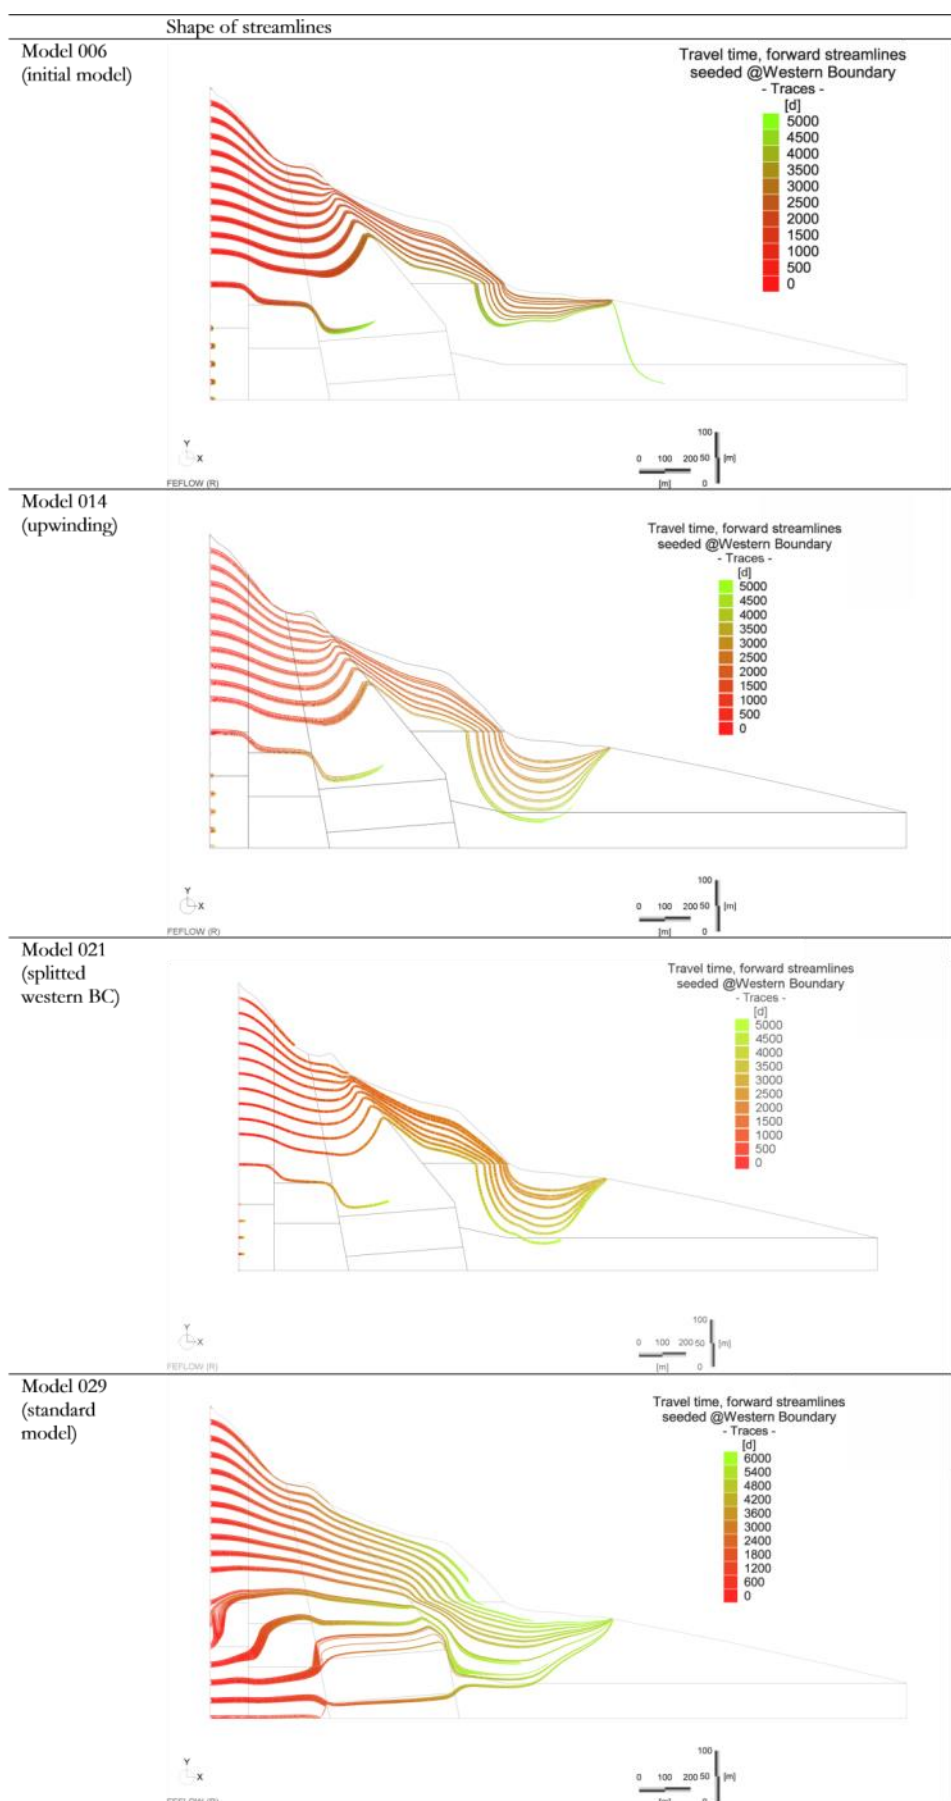 Shape of streamlines
Model 006
(initial model)
Travel time, forward streamlines
seeded @Western Boundary
- Traces -
[d]
5000
4500
4000
3500
3000
2500
2000
1500
1000
500
0
Y
X
FEFLOW (R)
0 100 200
[m]
100
50 [m]
0
Model 014
(upwinding)
Travel time, forward streamlines
seeded @Western Boundary
- Traces -
[d]
5000
4500
4000
3500
3000
2500
2000
1500
1000
500
0
Y
X
FEFLOW (R)
0 100 200
[m]
100
50 [m]
0
Model 021
(splitted
western BC)
Travel time, forward streamlines
seeded @Western Boundary
- Traces -
[d]
5000
4500
4000
3500
3000
2500
2000
1500
1000
500
0
Y
X
FEFLOW (R)
0 100 200
[m]
100
50 [m]
0
Model 029
(standard
model)
Travel time, forward streamlines
seeded @Western Boundary
- Traces -
[d]
6000
5400
4800
4200
3600
3000
2400
1800
1200
600
0
Y
X
FEFLOW (R)
0 100 200
[m]
100
50 [m]
0